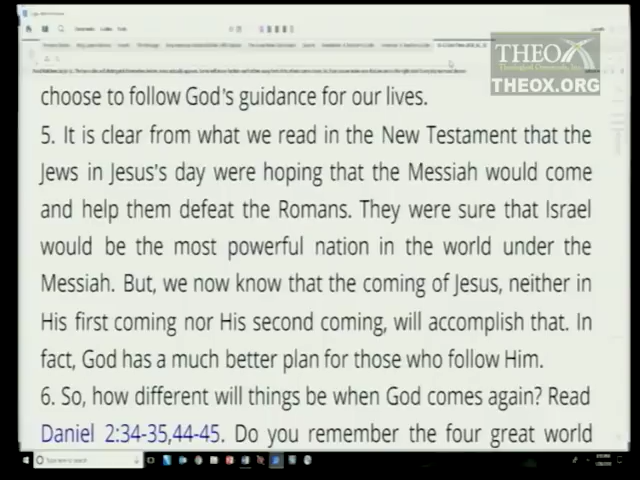 THEOX
THEOX.ORG
choose to follow God's guidance for our lives.
5. It is clear from what we read in the New Testament that the
Jews in Jesus's day were hoping that the Messiah would come
and help them defeat the Romans. They were sure that Israel
would be the most powerful nation in the world under the
Messiah. But, we now know that the coming of Jesus, neither in
His first coming nor His second coming, will accomplish that. In
fact, God has a much better plan for those who follow Him.
6. So, how different will things be when God comes again? Read
Daniel 2:34-35,44-45. Do you remember the four great world